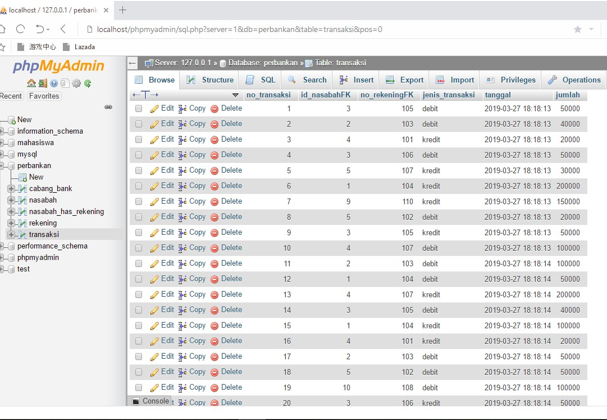 localhost / 127.0.0.1 / perbank
localhost/phpmyadmin/sql.php?server=1&db=perbankan&table=transaksi&pos=0
游戏中心 Lazada
phpMyAdmin
Recent Favorites
New
information_schema
mahasiswa
mysql
perbankan
New
cabang_bank
nasabah
nasabah_has_rekening
rekening
transaksi
performance_schema
phpmyadmin
test
Server: 127.0.0.1 » Database: perbankan » Table: transaksi
Browse Structure SQL Search Insert Export Import Privileges Operations
no_transaksi id_nasabahFK no_rekeningFK jenis_transaksi tanggal jumlah
Edit Copy Delete 1 3 105 debit 2019-03-27 18:18:13 50000
Edit Copy Delete 2 2 103 debit 2019-03-27 18:18:13 40000
Edit Copy Delete 3 4 101 kredit 2019-03-27 18:18:13 20000
Edit Copy Delete 4 3 106 debit 2019-03-27 18:18:13 50000
Edit Copy Delete 5 5 107 kredit 2019-03-27 18:18:13 30000
Edit Copy Delete 6 1 104 kredit 2019-03-27 18:18:13 200000
Edit Copy Delete 7 9 110 kredit 2019-03-27 18:18:13 150000
Edit Copy Delete 8 5 102 debit 2019-03-27 18:18:13 20000
Edit Copy Delete 9 3 105 kredit 2019-03-27 18:18:13 50000
Edit Copy Delete 10 4 107 debit 2019-03-27 18:18:13 100000
Edit Copy Delete 11 2 103 debit 2019-03-27 18:18:14 100000
Edit Copy Delete 12 1 104 debit 2019-03-27 18:18:14 50000
Edit Copy Delete 13 4 107 kredit 2019-03-27 18:18:14 200000
Edit Copy Delete 14 3 105 debit 2019-03-27 18:18:14 40000
Edit Copy Delete 15 1 104 kredit 2019-03-27 18:18:14 100000
Edit Copy Delete 16 4 101 kredit 2019-03-27 18:18:14 20000
Edit Copy Delete 17 2 103 debit 2019-03-27 18:18:14 50000
Edit Copy Delete 18 5 102 debit 2019-03-27 18:18:14 50000
Edit Copy Delete 19 10 108 debit 2019-03-27 18:18:14 100000
Console Delete 20 3 106 kredit 2019-03-27 18:18:14 50000